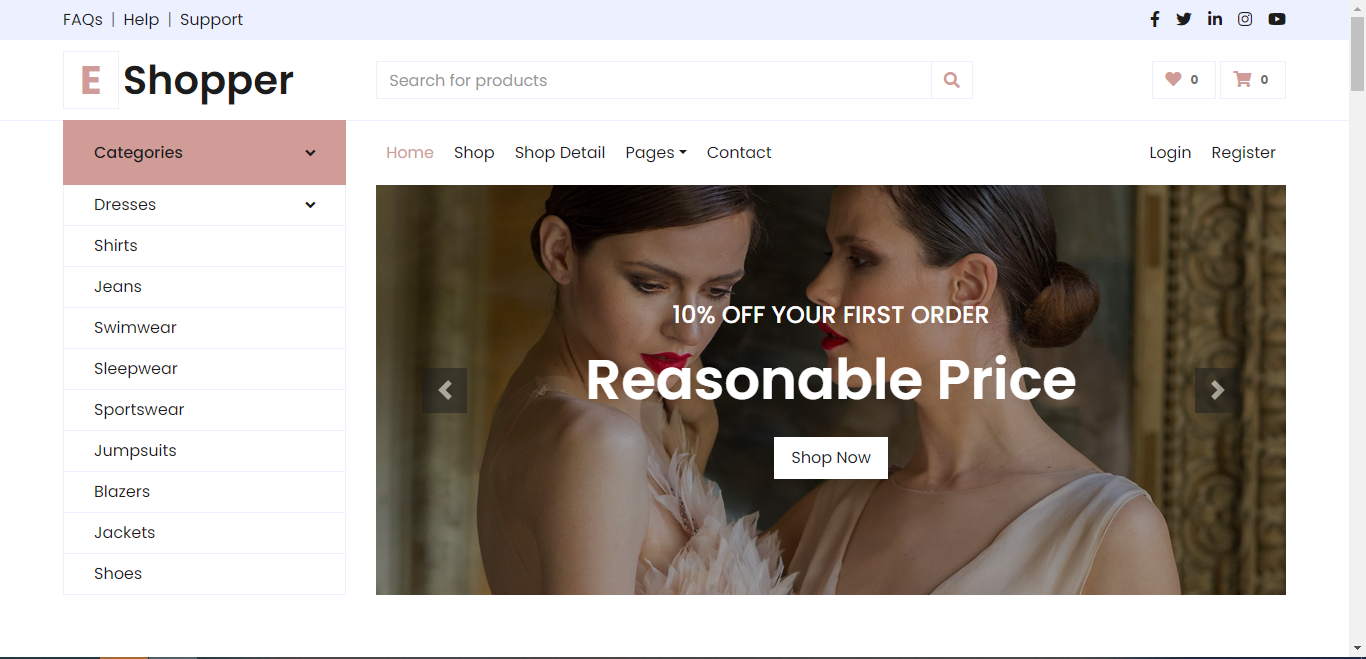 FAQs | Help | Support
E Shopper
Search for products
0
0
Categories
Home Shop Shop Detail Pages Contact
Login Register
Dresses
Shirts
Jeans
Swimwear
Sleepwear
Sportswear
Jumpsuits
Blazers
Jackets
Shoes
10% OFF YOUR FIRST ORDER
Reasonable Price
Shop Now